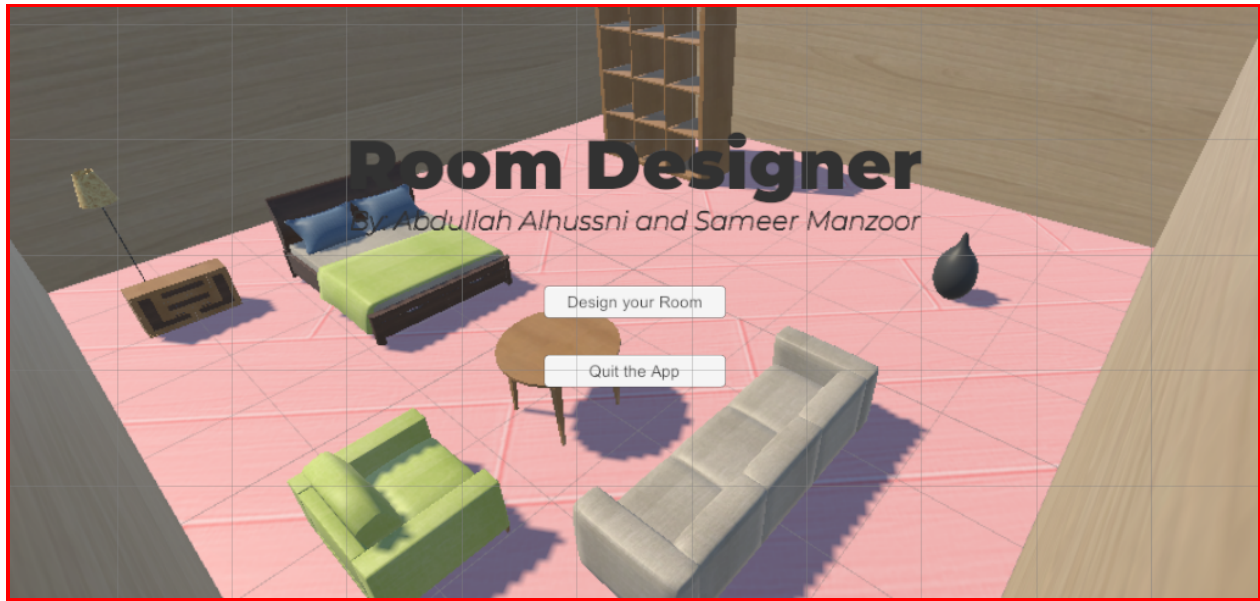 Room Designer
By: Abdullah Alhussni and Sameer Manzoor
Design your Room
Quit the App